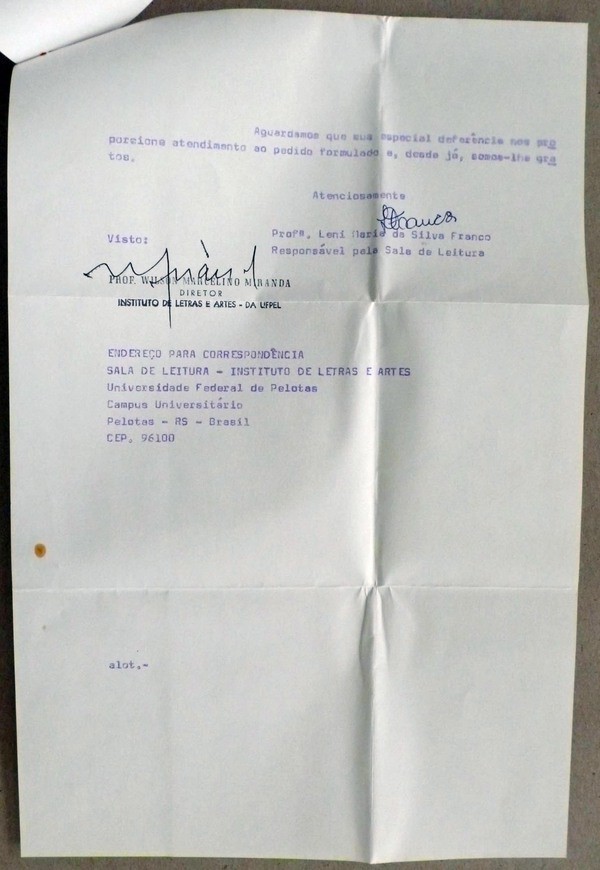 Aguardamos que sua especial deferência nos pro
porcione atendimento ao pedido formulado e, desde já, somos-lhe gra
tos.
Atenciosamente
Profª. Leni Maria da Silva Franco
Responsável pela Sala de Leitura
Visto:
PROF. WILSON MARCELINO MIRANDA
DIRETOR
INSTITUTO DE LETRAS E ARTES - DA UFPEL
ENDEREÇO PARA CORRESPONDÊNCIA
SALA DE LEITURA - INSTITUTO DE LETRAS E ARTES
Universidade Federal de Pelotas
Campus Universitário
Pelotas - RS - Brasil
CEP. 96100
alot.-